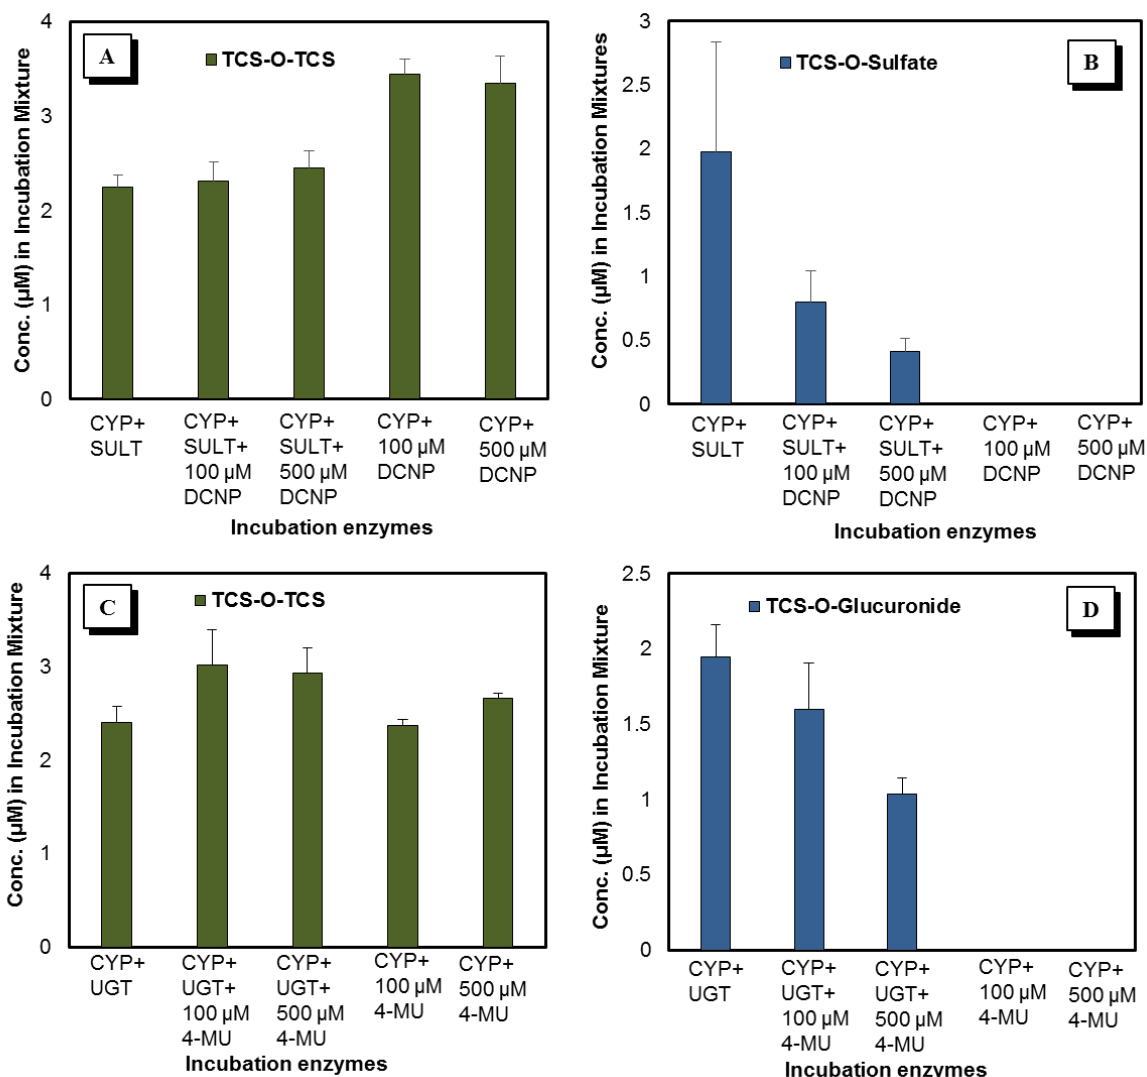 A
TCS-O-TCS
Conc. (µM) in Incubation Mixture
4
3
2
1
0
CYP+
SULT
CYP+
SULT+
100 µM
DCNP
CYP+
SULT+
500 µM
DCNP
CYP+
100 µM
DCNP
CYP+
500 µM
DCNP
Incubation enzymes
B
TCS-O-Sulfate
Conc. (µM) in Incubation Mixtures
3
2.5
2
1.5
1
0.5
0
CYP+
SULT
CYP+
SULT+
100 µM
DCNP
CYP+
SULT+
500 µM
DCNP
CYP+
100 µM
DCNP
CYP+
500 µM
DCNP
Incubation enzymes
C
TCS-O-TCS
Conc. (µM) in Incubation Mixture
4
3
2
1
0
CYP+
UGT
CYP+
UGT+
100 µM
4-MU
CYP+
UGT+
500 µM
4-MU
CYP+
100 µM
4-MU
CYP+
500 µM
4-MU
Incubation enzymes
D
TCS-O-Glucuronide
Conc. (µM) in Incubation Mixture
2.5
2
1.5
1
0.5
0
CYP+
UGT
CYP+
UGT+
100 µM
4-MU
CYP+
UGT+
500 µM
4-MU
CYP+
100 µM
4-MU
CYP+
500 µM
4-MU
Incubation enzymes